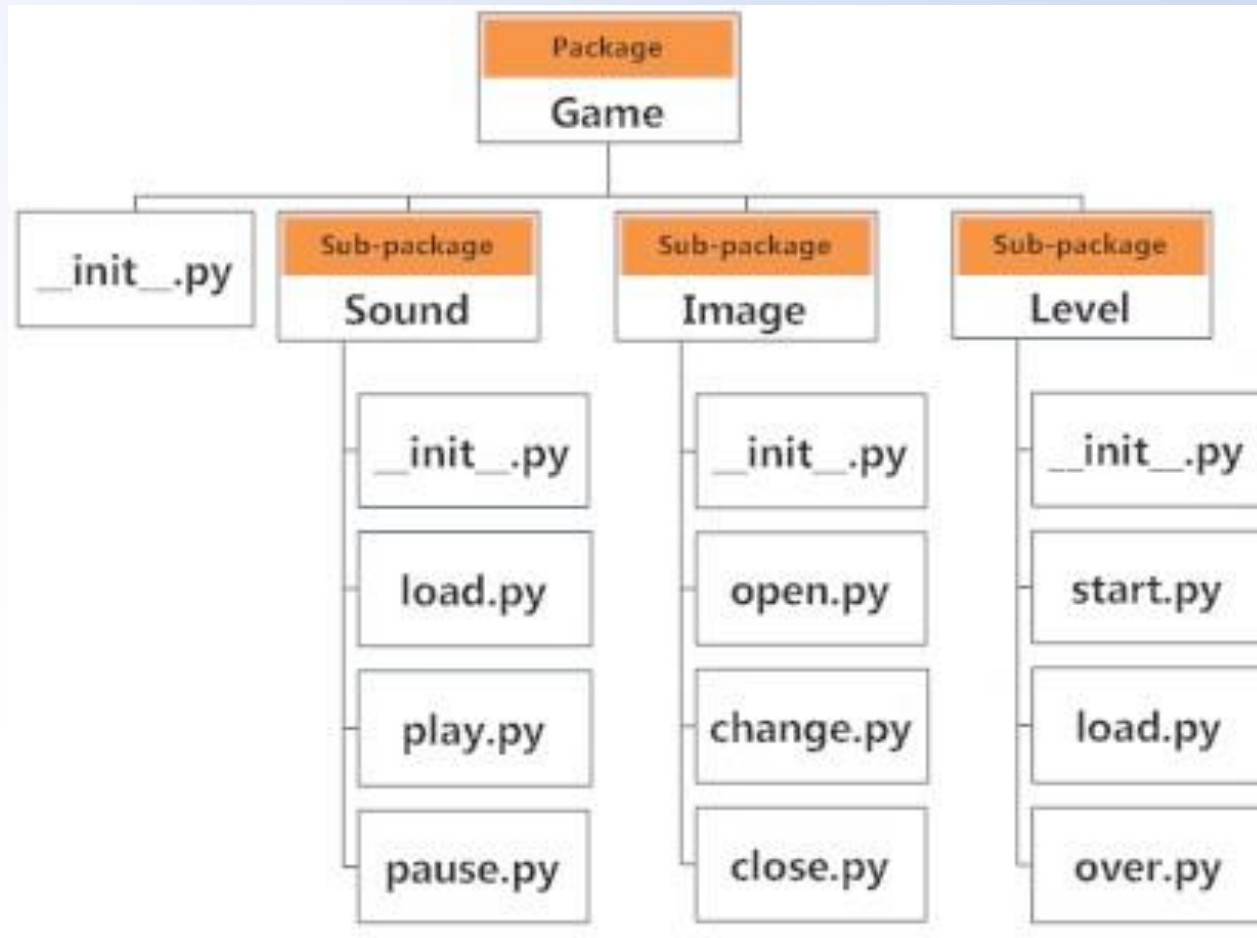 Package
Game
__init__.py
Sub-package
Sound
__init__.py
load.py
play.py
pause.py
Sub-package
Image
__init__.py
open.py
change.py
close.py
Sub-package
Level
__init__.py
start.py
load.py
over.py